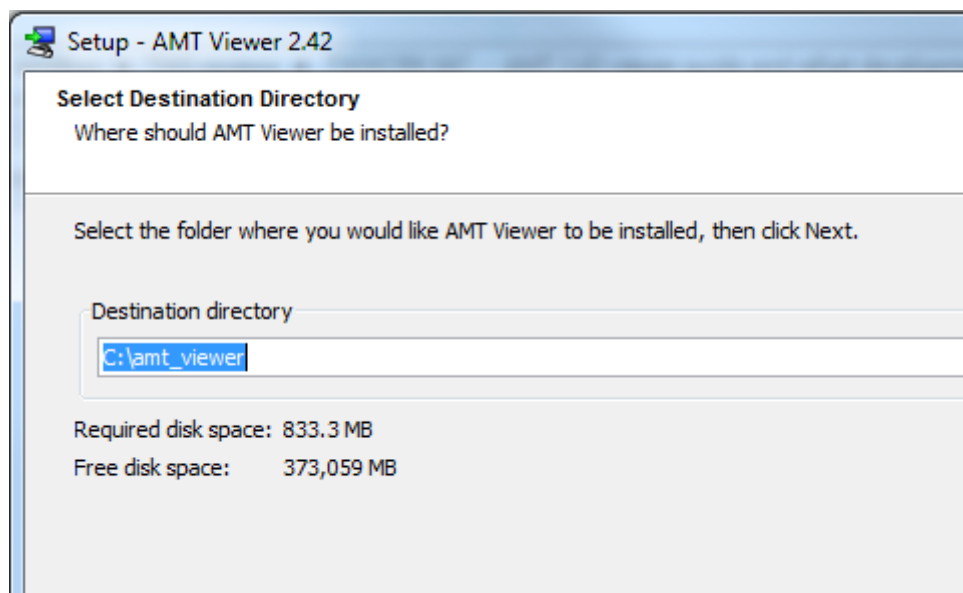 Setup - AMT Viewer 2.42
Select Destination Directory
Where should AMT Viewer be installed?
Select the folder where you would like AMT Viewer to be installed, then click Next.
Destination directory
C:\amt_viewer
Required disk space: 833.3 MB
Free disk space: 373,059 MB